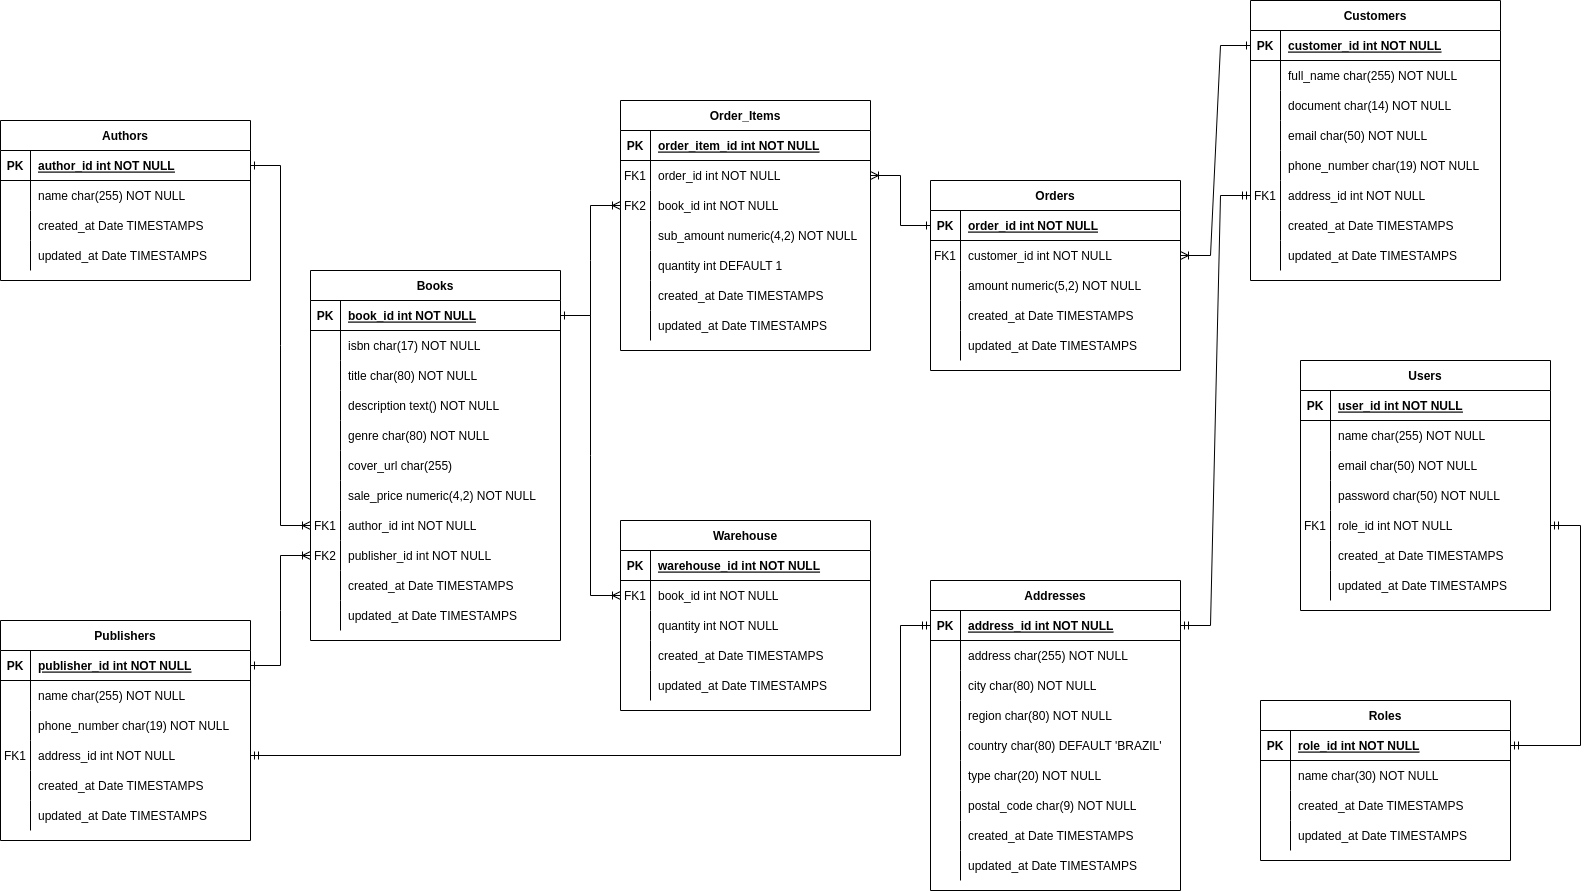 Authors
PK author_id int NOT NULL
name char(255) NOT NULL
created_at Date TIMESTAMPS
updated_at Date TIMESTAMPS
Publishers
PK publisher_id int NOT NULL
name char(255) NOT NULL
phone_number char(19) NOT NULL
FK1 address_id int NOT NULL
created_at Date TIMESTAMPS
updated_at Date TIMESTAMPS
Books
PK book_id int NOT NULL
isbn char(17) NOT NULL
title char(80) NOT NULL
description text() NOT NULL
genre char(80) NOT NULL
cover_url char(255)
sale_price numeric(4,2) NOT NULL
FK1 author_id int NOT NULL
FK2 publisher_id int NOT NULL
created_at Date TIMESTAMPS
updated_at Date TIMESTAMPS
Order_Items
PK order_item_id int NOT NULL
FK1 order_id int NOT NULL
FK2 book_id int NOT NULL
sub_amount numeric(4,2) NOT NULL
quantity int DEFAULT 1
created_at Date TIMESTAMPS
updated_at Date TIMESTAMPS
Warehouse
PK warehouse_id int NOT NULL
FK1 book_id int NOT NULL
quantity int NOT NULL
created_at Date TIMESTAMPS
updated_at Date TIMESTAMPS
Orders
PK order_id int NOT NULL
FK1 customer_id int NOT NULL
amount numeric(5,2) NOT NULL
created_at Date TIMESTAMPS
updated_at Date TIMESTAMPS
Addresses
PK address_id int NOT NULL
address char(255) NOT NULL
city char(80) NOT NULL
region char(80) NOT NULL
country char(80) DEFAULT 'BRAZIL'
type char(20) NOT NULL
postal_code char(9) NOT NULL
created_at Date TIMESTAMPS
updated_at Date TIMESTAMPS
Customers
PK customer_id int NOT NULL
full_name char(255) NOT NULL
document char(14) NOT NULL
email char(50) NOT NULL
phone_number char(19) NOT NULL
FK1 address_id int NOT NULL
created_at Date TIMESTAMPS
updated_at Date TIMESTAMPS
Users
PK user_id int NOT NULL
name char(255) NOT NULL
email char(50) NOT NULL
password char(50) NOT NULL
FK1 role_id int NOT NULL
created_at Date TIMESTAMPS
updated_at Date TIMESTAMPS
Roles
PK role_id int NOT NULL
name char(30) NOT NULL
created_at Date TIMESTAMPS
updated_at Date TIMESTAMPS